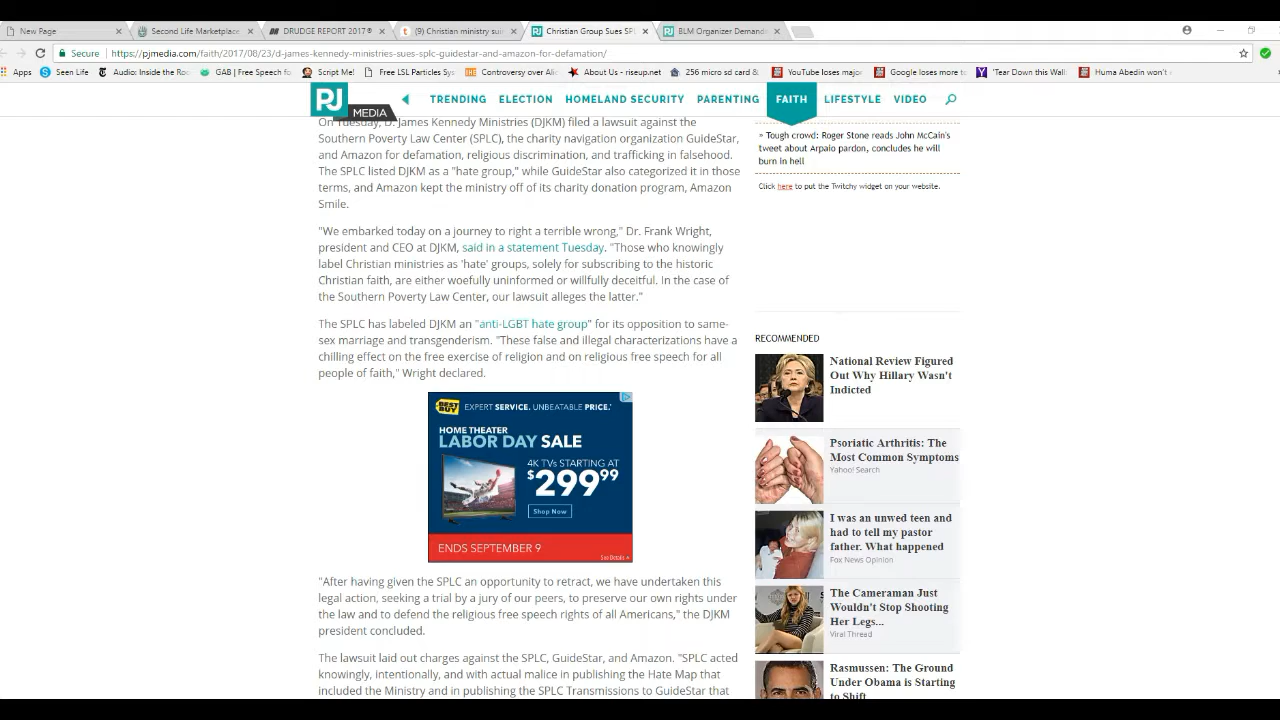 New Page
Second Life Marketplace
DRUDGE REPORT 2017®
(9) Christian ministry sue
Christian Group Sues SPL
BLM Organizer Demands
Secure
https://pjmedia.com/faith/2017/08/23/d-james-kennedy-ministries-sues-splc-guidestar-and-amazon-for-defamation/
Apps
Seen Life
Audio: Inside the Ro
GAB | Free Speech fo
Script Me!
Free LSL Particles Sys
Controversy over Ali
About Us - riseup.net
256 micro sd card &
YouTube loses major
Google loses more t
'Tear Down this Wall
Huma Abedin won't
PJ MEDIA
TRENDING
ELECTION
HOMELAND SECURITY
PARENTING
FAITH
LIFESTYLE
VIDEO
On Tuesday, D. James Kennedy Ministries (DJKM) filed a lawsuit against the
Southern Poverty Law Center (SPLC), the charity navigation organization GuideStar,
and Amazon for defamation, religious discrimination, and trafficking in falsehood.
The SPLC listed DJKM as a "hate group," while GuideStar also categorized it in those
terms, and Amazon kept the ministry off of its charity donation program, Amazon
Smile.
"We embarked today on a journey to right a terrible wrong," Dr. Frank Wright,
president and CEO at DJKM, said in a statement Tuesday. "Those who knowingly
label Christian ministries as 'hate' groups, solely for subscribing to the historic
Christian faith, are either woefully uninformed or willfully deceitful. In the case of
the Southern Poverty Law Center, our lawsuit alleges the latter."
The SPLC has labeled DJKM an "anti-LGBT hate group" for its opposition to same-
sex marriage and transgenderism. "These false and illegal characterizations have a
chilling effect on the free exercise of religion and on religious free speech for all
people of faith," Wright declared.
BEST BUY
EXPERT SERVICE. UNBEATABLE PRICE.
HOME THEATER
LABOR DAY SALE
4K TVs STARTING AT
$299 99
Shop Now
ENDS SEPTEMBER 9
See Details
"After having given the SPLC an opportunity to retract, we have undertaken this
legal action, seeking a trial by a jury of our peers, to preserve our own rights under
the law and to defend the religious free speech rights of all Americans," the DJKM
president concluded.
The lawsuit laid out charges against the SPLC, GuideStar, and Amazon. "SPLC acted
knowingly, intentionally, and with actual malice in publishing the Hate Map that
included the Ministry and in publishing the SPLC Transmissions to GuideStar that
» Tough crowd: Roger Stone reads John McCain's
tweet about Arpaio pardon, concludes he will
burn in hell
Click here to put the Twitchy widget on your website.
RECOMMENDED
National Review Figured
Out Why Hillary Wasn't
Indicted
Psoriatic Arthritis: The
Most Common Symptoms
Yahoo! Search
I was an unwed teen and
had to tell my pastor
father. What happened
Fox News Opinion
The Cameraman Just
Wouldn't Stop Shooting
Her Legs...
Viral Thread
Rasmussen: The Ground
Under Obama is Starting
to Shift